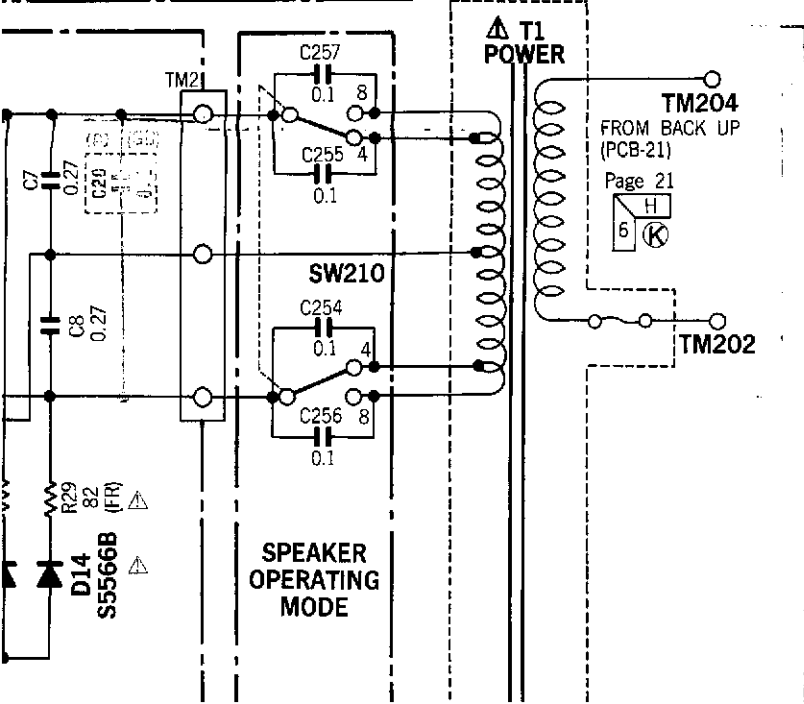 T1
POWER
C257
0.1
8
TM2
TM204
FROM BACK UP
(PCB-21)
Page 21
H
6 K
4
C255
0.1
C7
0.27
C29
SW210
C254
0.1
4
C8
0.27
TM202
8
C256
0.1
R29
82
(FR)
D14
S5566B
SPEAKER
OPERATING
MODE